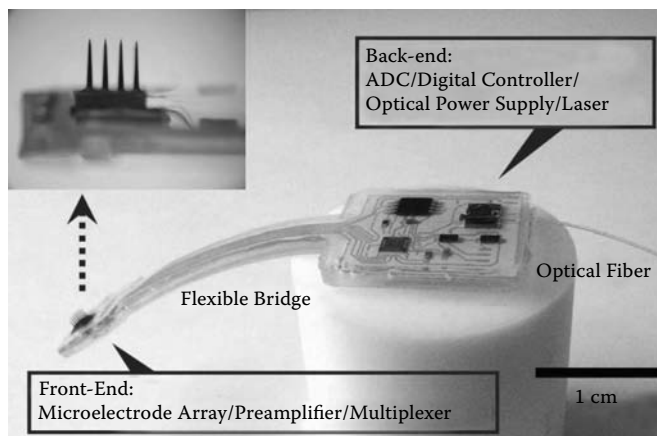 Back-end:
ADC/Digital Controller/
Optical Power Supply/Laser
Optical Fiber
Flexible Bridge
Front-End:
Microelectrode Array/Preamplifier/Multiplexer
1 cm